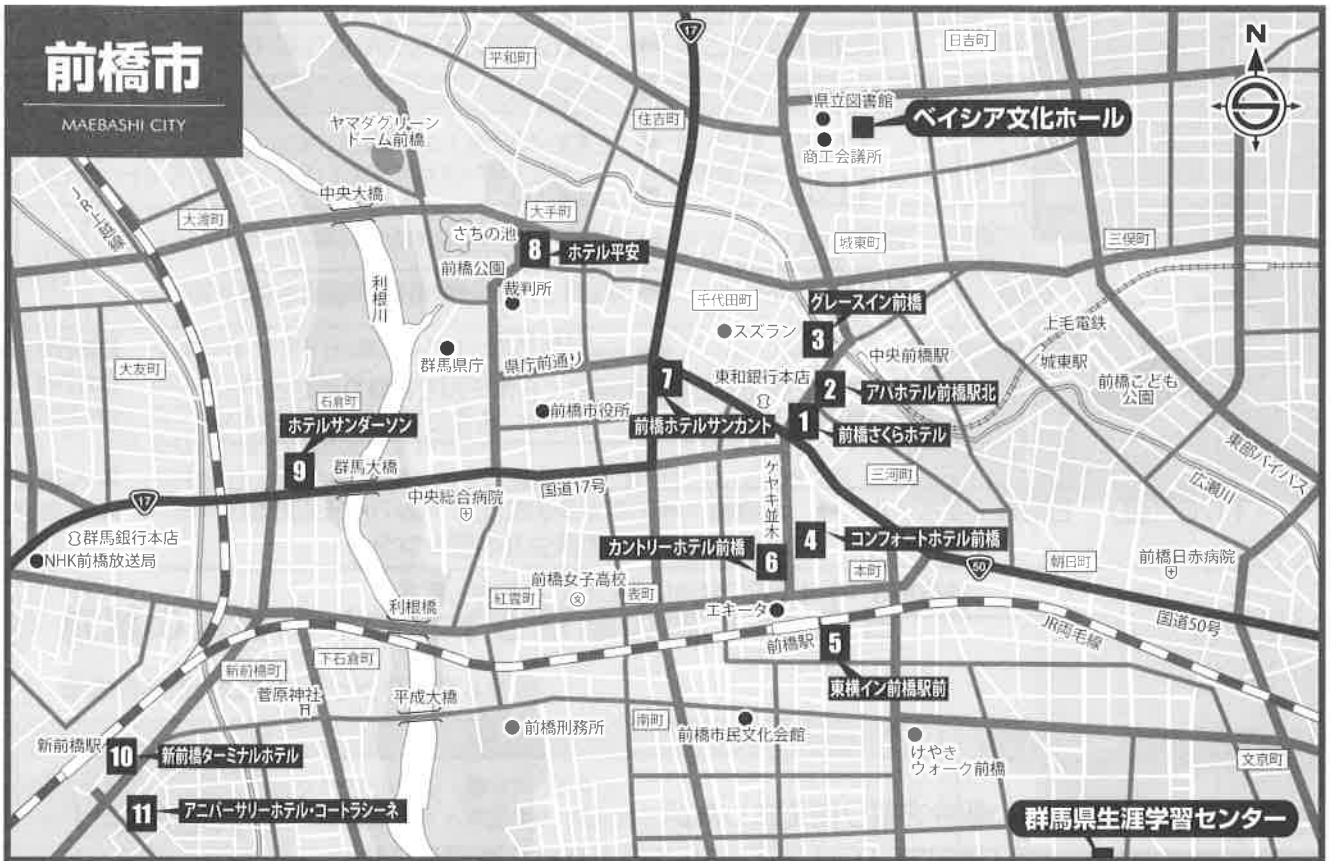 前橋市
MAEBASHI CITY
17
平和町
日吉町
N
県立図書館
ベイシア文化ホール
商工会議所
住吉町
ヤマダグリーン
ドーム前橋
中央大橋
JR上越線
大渡町
大手町
さちの池
8
ホテル平安
前橋公園
裁判所
利根川
城東町
三俣町
千代田町
グレースイン前橋
スズラン
3
上毛電鉄
中央前橋駅
城東駅
群馬県庁
県庁前通り
大友町
7
東和銀行本店
2
アパホテル前橋駅北
前橋こども
公園
石倉町
前橋市役所
前橋ホテルサンカント
1
前橋さくらホテル
ホテルサンダーソン
9
群馬大橋
国道17号
ケヤキ並木
三河町
東部バイパス
広瀬川
17
中央総合病院
群馬銀行本店
NHK前橋放送局
カントリーホテル前橋
6
4
コンフォートホテル前橋
50
朝日町
前橋日赤病院
前橋女子高校
女
本町
紅雲町
表町
利根橋
エキータ
国道50号
JR両毛線
前橋駅
5
東横イン前橋駅前
下石倉町
新前橋町
菅原神社
平成大橋
前橋刑務所
南町
前橋市民文化会館
けやき
ウォーク前橋
文京町
新前橋駅
10
新前橋ターミナルホテル
11
アニバーサリーホテル・コートラシーネ
群馬県生涯学習センター